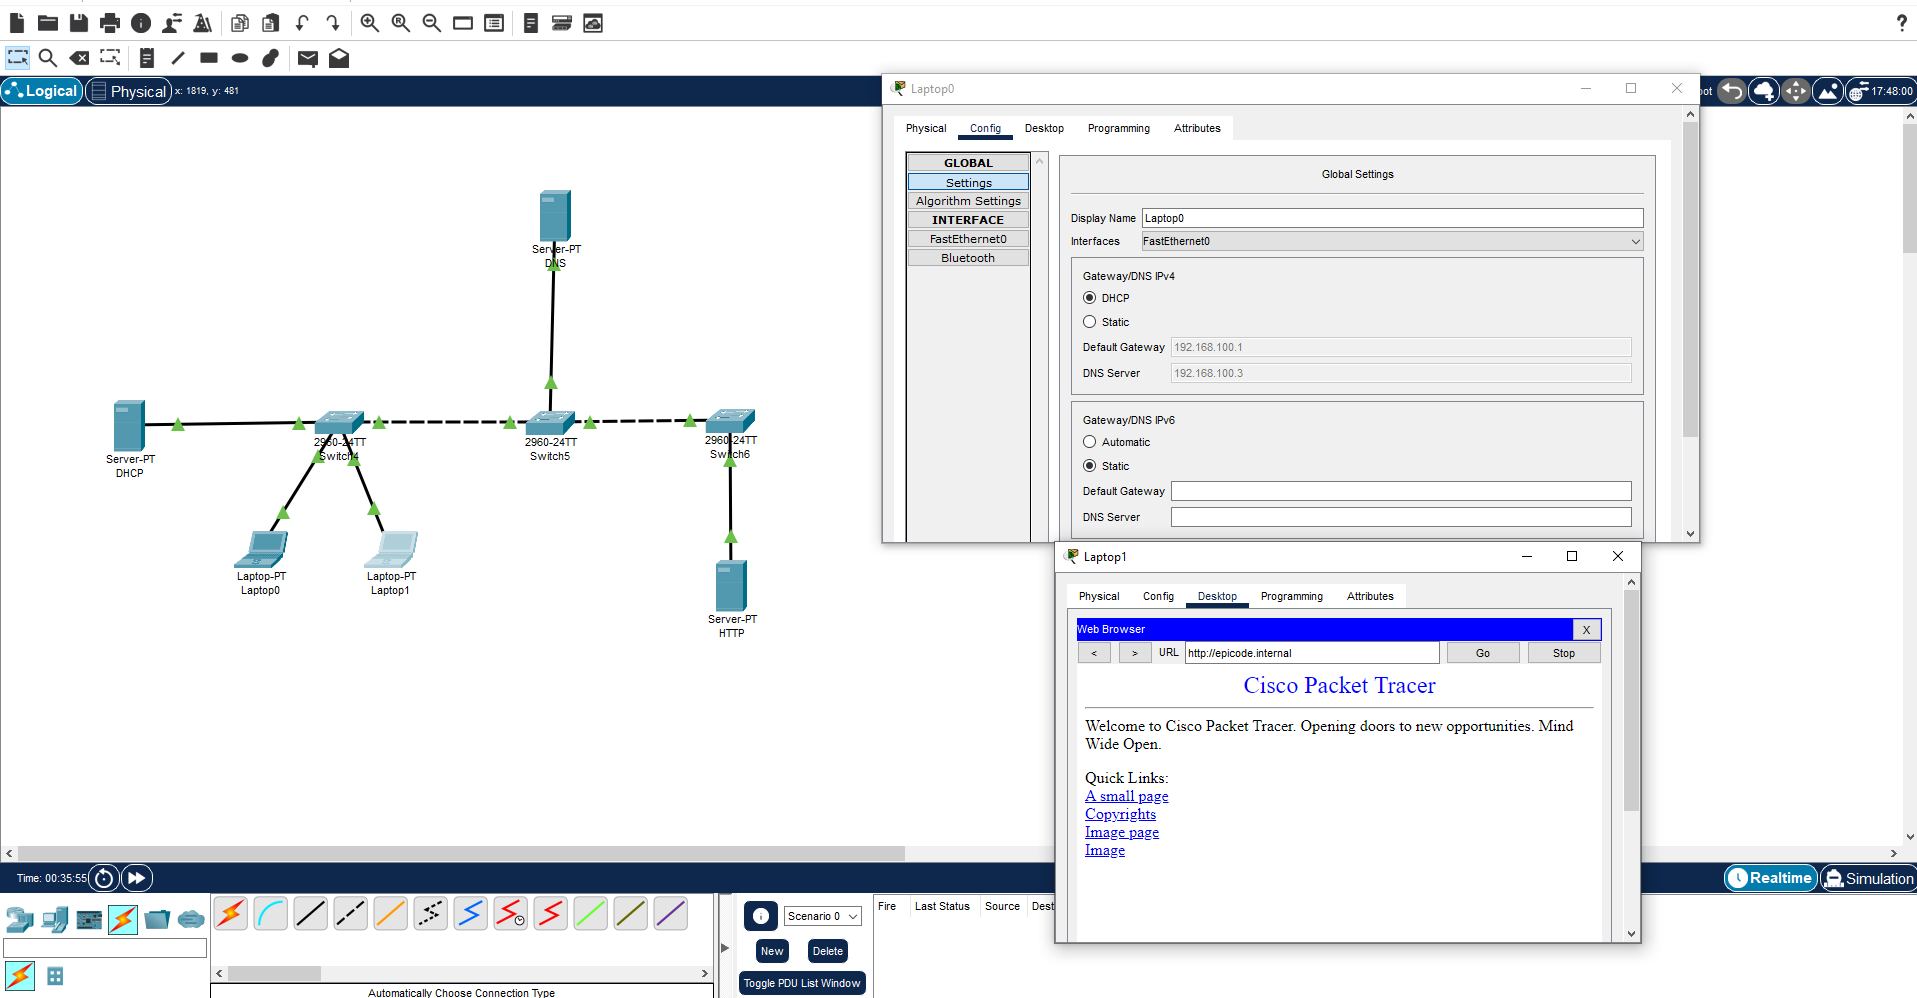 ?
Logical
Physical
x: 1819, y: 481
17:48:00
Server-PT
DNS
Server-PT
DHCP
2960-24TT
Switch4
2960-24TT
Switch5
2960-24TT
Switch6
Laptop-PT
Laptop0
Laptop-PT
Laptop1
Server-PT
HTTP
Laptop0
Physical Config Desktop Programming Attributes
GLOBAL
Settings
Algorithm Settings
INTERFACE
FastEthernet0
Bluetooth
Global Settings
Display Name Laptop0
Interfaces FastEthernet0
Gateway/DNS IPv4
DHCP
Static
Default Gateway 192.168.100.1
DNS Server 192.168.100.3
Gateway/DNS IPv6
Automatic
Static
Default Gateway
DNS Server
Laptop1
Physical Config Desktop Programming Attributes
Web Browser X
< > URL http://epicode.internal Go Stop
Cisco Packet Tracer
Welcome to Cisco Packet Tracer. Opening doors to new opportunities. Mind
Wide Open.
Quick Links:
A small page
Copyrights
Image page
Image
Time: 00:35:55
Realtime
Simulation
Scenario 0
New
Delete
Toggle PDU List Window
Fire Last Status Source Dest
Automatically Choose Connection Type